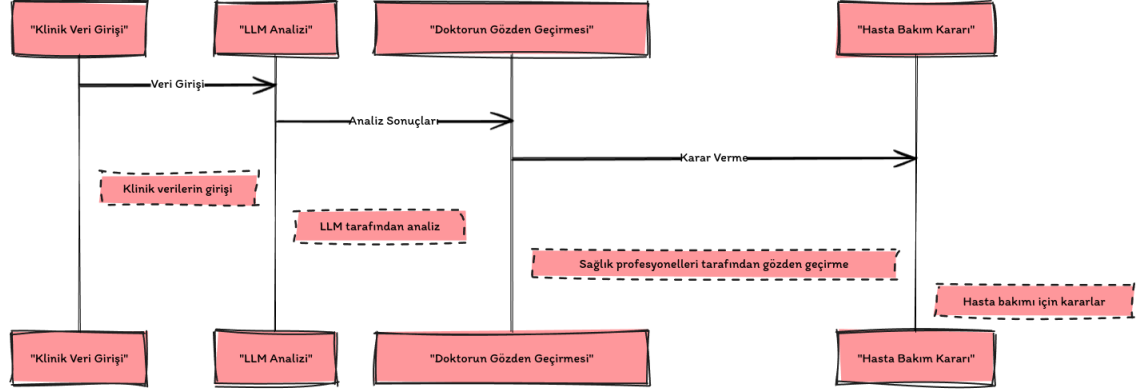 "Klinik Veri Girişi"
"LLM Analizi"
"Doktorun Gözden Geçirmesi"
"Hasta Bakım Kararı"
Veri Girişi
Analiz Sonuçları
Karar Verme
Klinik verilerin girişi
LLM tarafından analiz
Sağlık profesyonelleri tarafından gözden geçirme
Hasta bakımı için kararlar
"Klinik Veri Girişi"
"LLM Analizi"
"Doktorun Gözden Geçirmesi"
"Hasta Bakım Kararı"